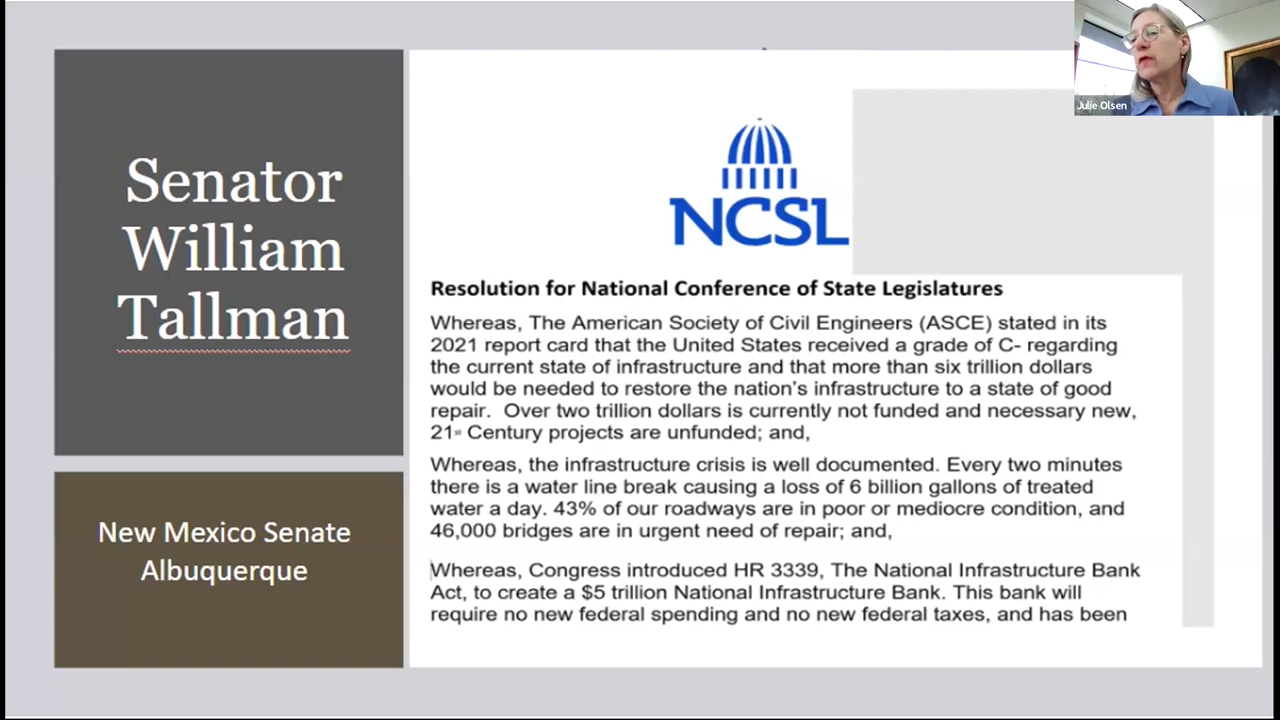 Senator
William
Tallman
New Mexico Senate
Albuquerque
NCSL
Resolution for National Conference of State Legislatures
Whereas, The American Society of Civil Engineers (ASCE) stated in its
2021 report card that the United States received a grade of C- regarding
the current state of infrastructure and that more than six trillion dollars
would be needed to restore the nation's infrastructure to a state of good
repair.  Over two trillion dollars is currently not funded and necessary new,
21st Century projects are unfunded; and,
Whereas, the infrastructure crisis is well documented. Every two minutes
there is a water line break causing a loss of 6 billion gallons of treated
water a day. 43% of our roadways are in poor or mediocre condition, and
46,000 bridges are in urgent need of repair; and,
Whereas, Congress introduced HR 3339, The National Infrastructure Bank
Act, to create a $5 trillion National Infrastructure Bank. This bank will
require no new federal spending and no new federal taxes, and has been
Julie Olsen